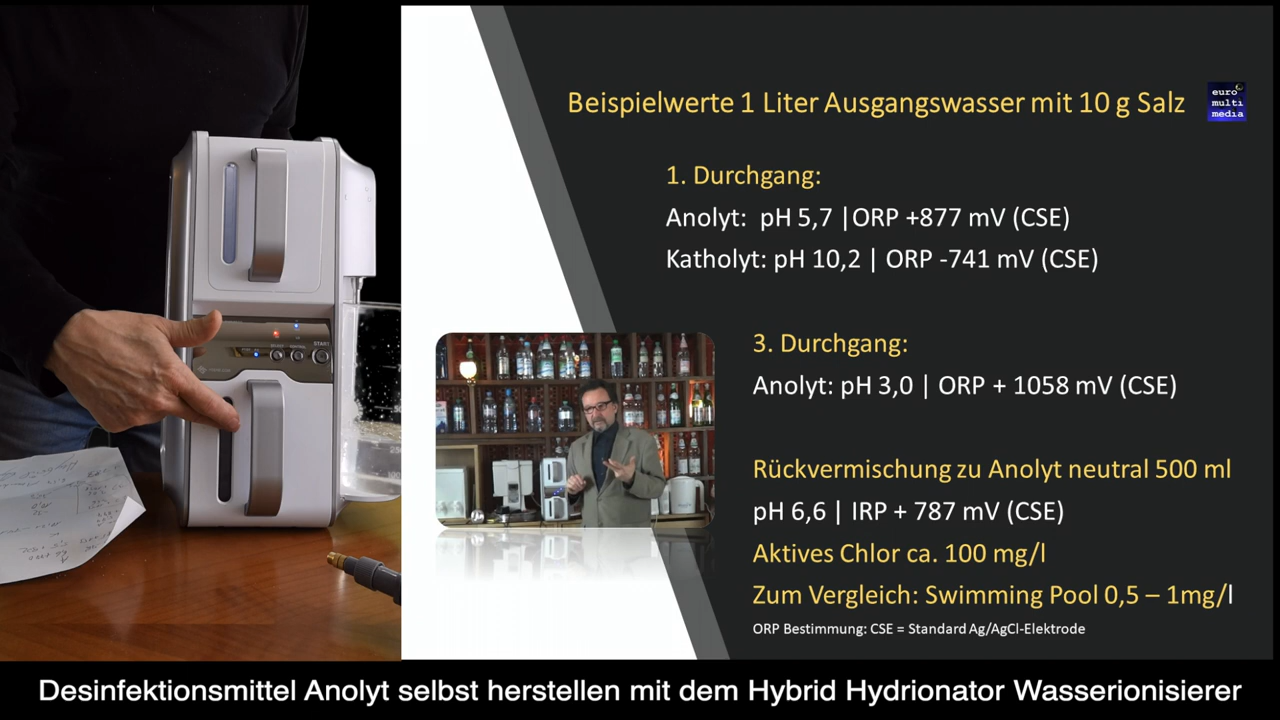 Beispielwerte 1 Liter Ausgangswasser mit 10 g Salz
euro
multi
media
1. Durchgang:
Anolyt: pH 5,7 |ORP +877 mV (CSE)
Katholyt: pH 10,2 | ORP -741 mV (CSE)
START
3. Durchgang:
Anolyt: pH 3,0 | ORP + 1058 mV (CSE)
Rückvermischung zu Anolyt neutral 500 ml
pH 6,6 | IRP + 787 mV (CSE)
Aktives Chlor ca. 100 mg/l
Zum Vergleich: Swimming Pool 0,5 – 1mg/l
ORP Bestimmung: CSE = Standard Ag/AgCl-Elektrode
Desinfektionsmittel Anolyt selbst herstellen mit dem Hybrid Hydrionator Wasserionisierer